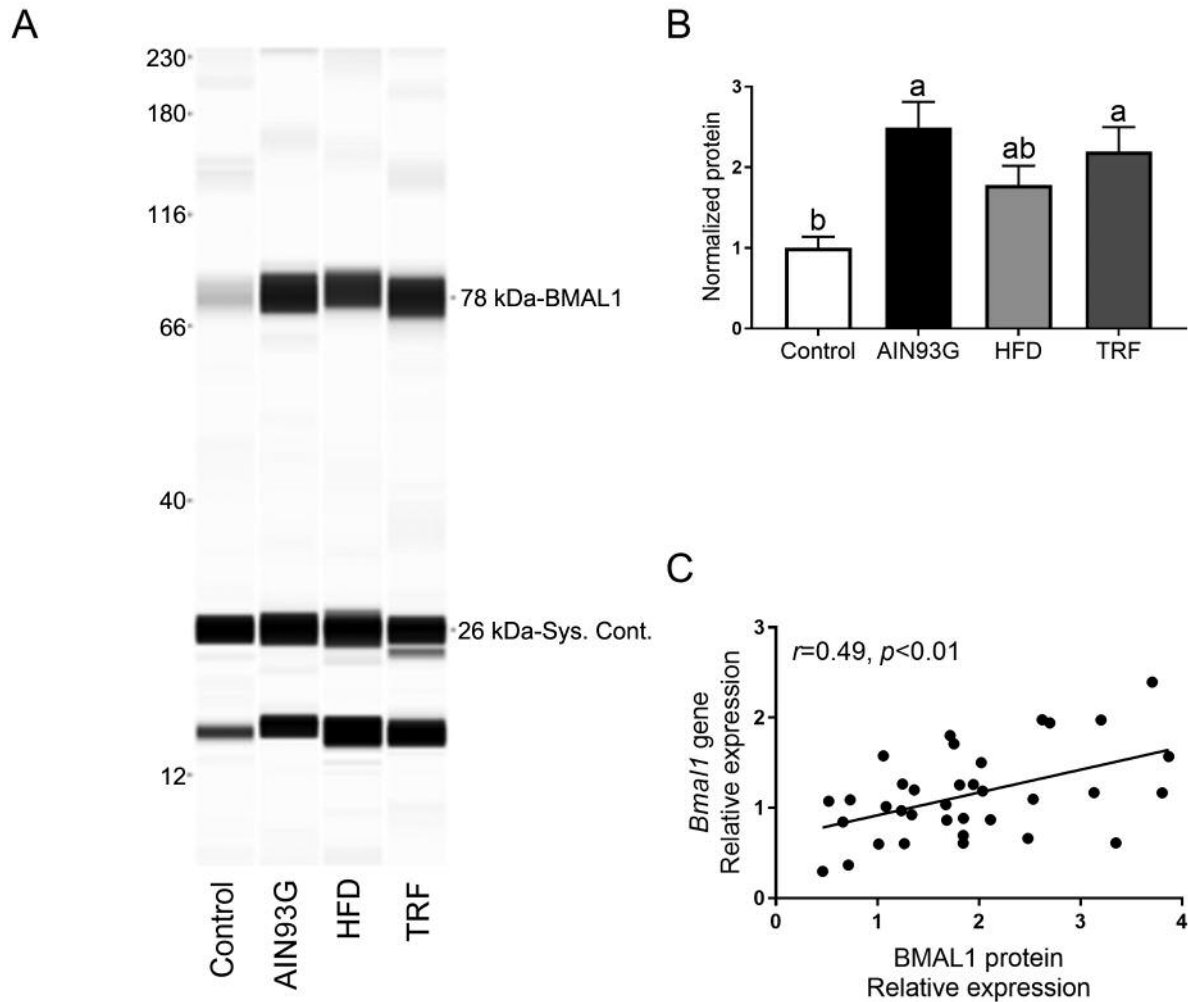 A
230
180
116
66
40
12
78 kDa-BMAL1
26 kDa-Sys. Cont.
Control
AIN93G
HFD
TRF
B
Normalized protein
3
2
1
0
b
a
ab
a
Control
AIN93G
HFD
TRF
C
Bmal1 gene
Relative expression
3
2
1
0
r=0.49, p<0.01
0
1
2
3
4
BMAL1 protein
Relative expression